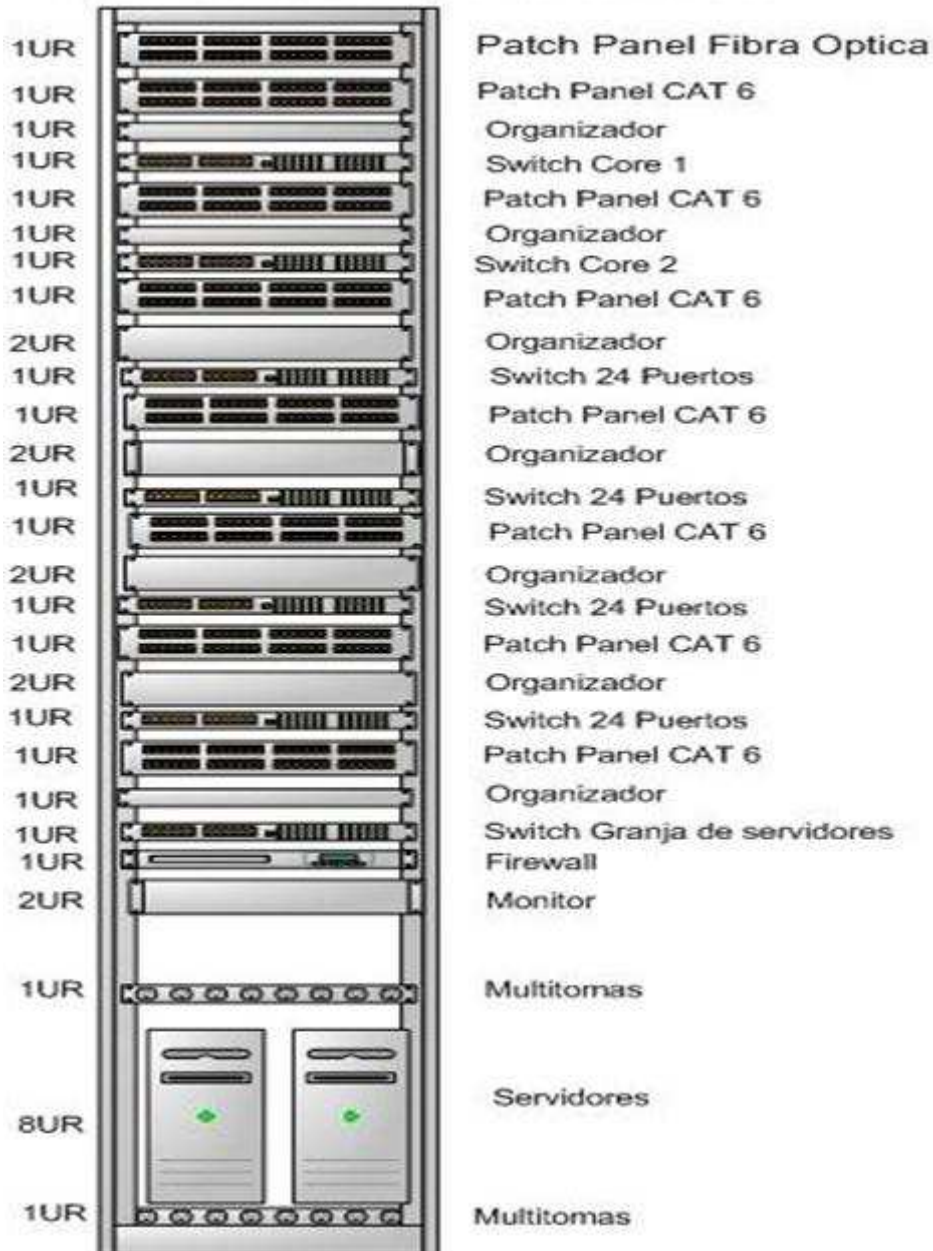 1UR Patch Panel Fibra Optica
1UR Patch Panel CAT 6
1UR Organizador
1UR Switch Core 1
1UR Patch Panel CAT 6
1UR Organizador
1UR Switch Core 2
1UR Patch Panel CAT 6
2UR Organizador
1UR Switch 24 Puertos
1UR Patch Panel CAT 6
2UR Organizador
1UR Switch 24 Puertos
1UR Patch Panel CAT 6
2UR Organizador
1UR Switch 24 Puertos
1UR Patch Panel CAT 6
2UR Organizador
1UR Switch 24 Puertos
1UR Patch Panel CAT 6
1UR Organizador
1UR Switch Granja de servidores
1UR Firewall
2UR Monitor
1UR Multitomas
8UR Servidores
1UR Multitomas